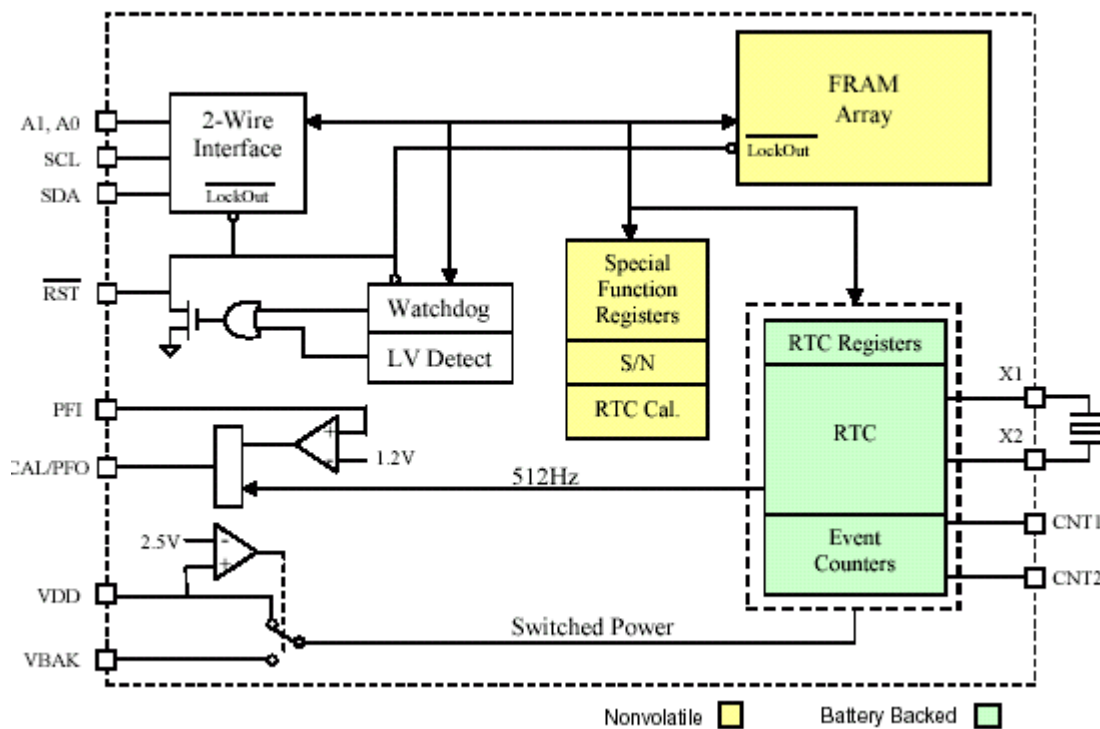 FRAM
Array
LockOut
A1, A0
SCL
SDA
2-Wire
Interface
LockOut
RST
Watchdog
LV Detect
Special
Function
Registers
S/N
RTC Cal.
RTC Registers
RTC
Event
Counters
X1
X2
CNT1
CNT2
PFI
+
-
1.2V
CAL/PFO
512Hz
2.5V
-
+
VDD
VBAK
Switched Power
Nonvolatile
Battery Backed